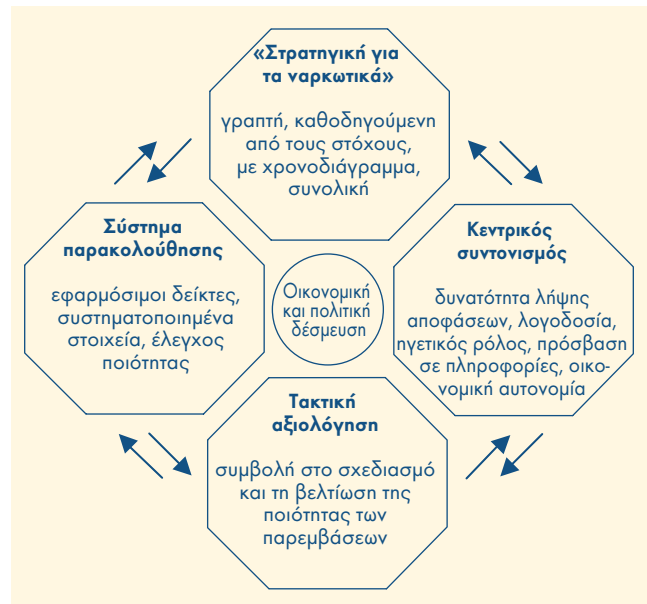 «Στρατηγική για
τα ναρκωτικά»
γραπτή, καθοδηγούμενη
από τους στόχους,
με χρονοδιάγραμμα,
συνολική
Σύστημα
παρακολούθησης
εφαρμόσιμοι δείκτες,
συστηματοποιημένα
στοιχεία, έλεγχος
ποιότητας
Οικονομική
και πολιτική
δέσμευση
Κεντρικός
συντονισμός
δυνατότητα λήψης
αποφάσεων, λογοδοσία,
ηγετικός ρόλος, πρόσβαση
σε πληροφορίες, οικο-
νομική αυτονομία
Τακτική
αξιολόγηση
συμβολή στο σχεδιασμό
και τη βελτίωση της
ποιότητας των
παρεμβάσεων